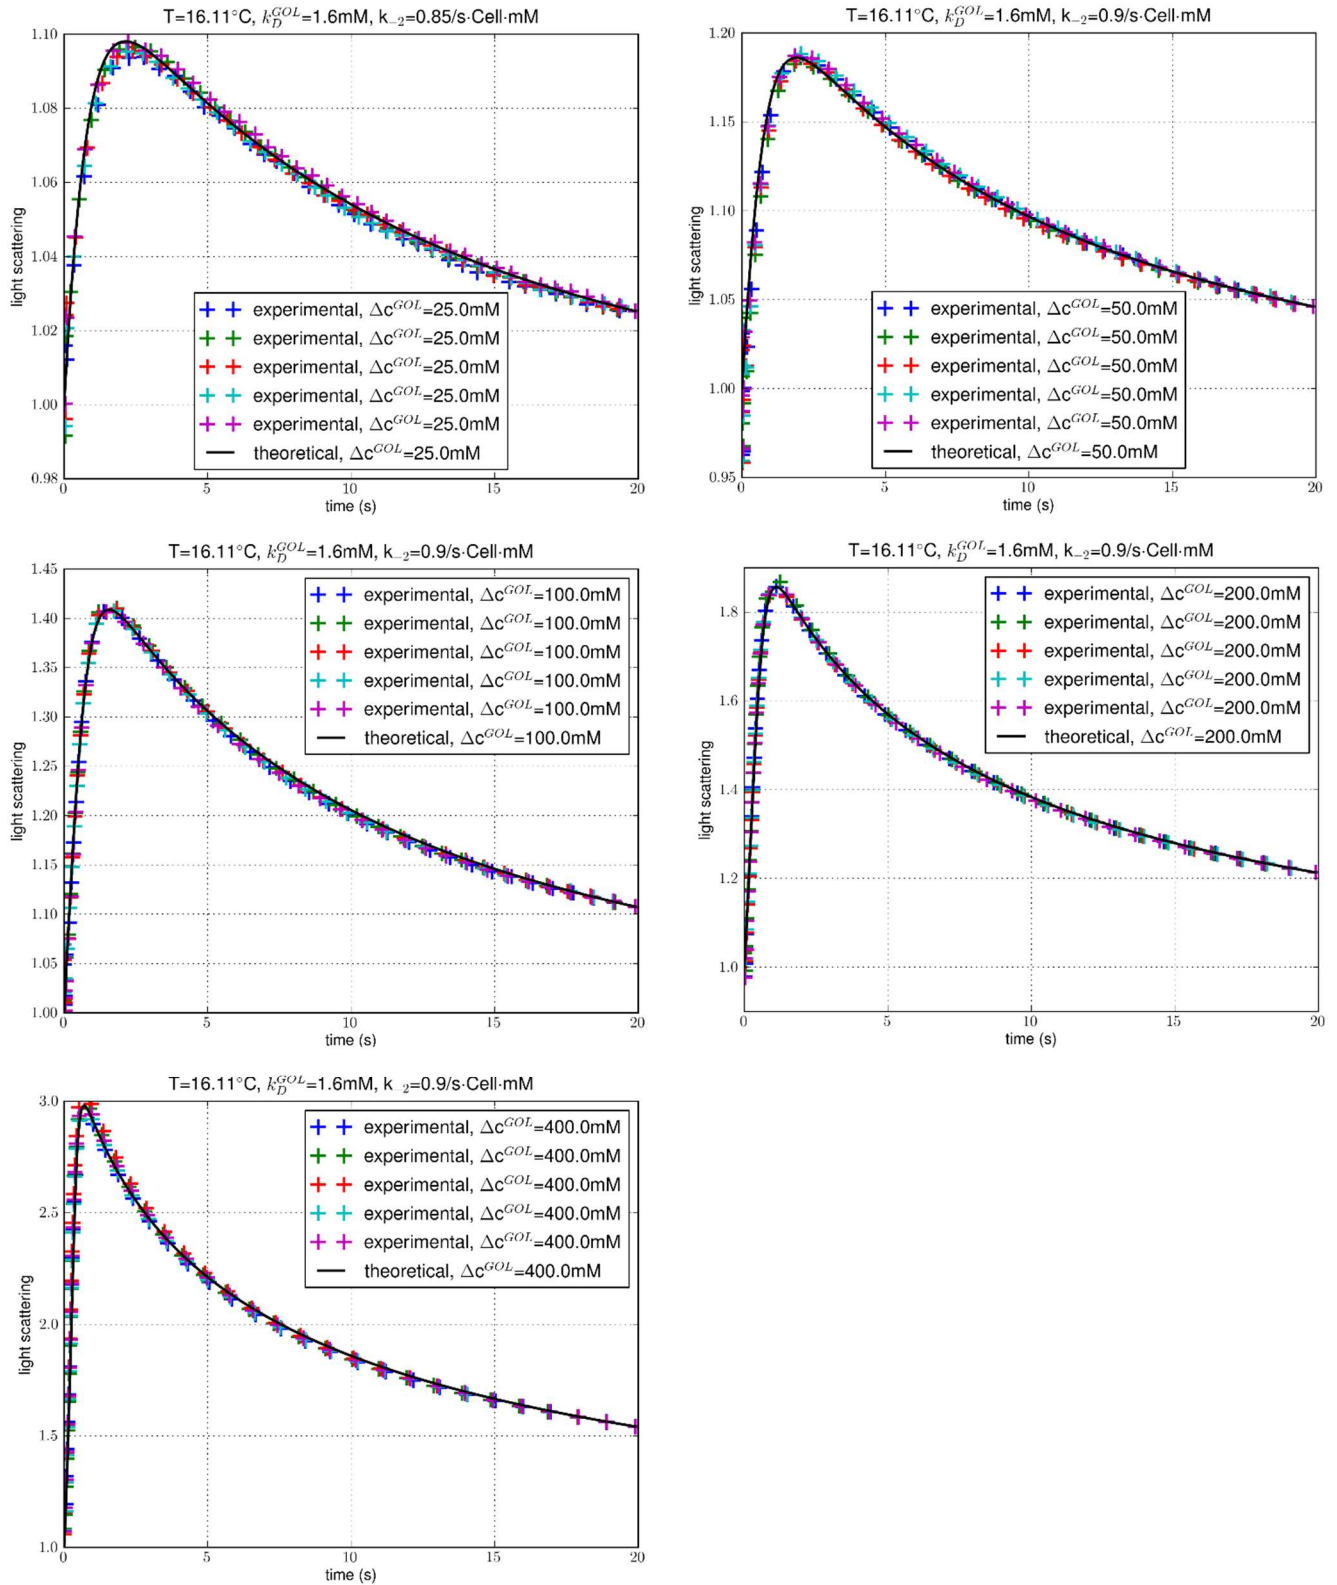 T=16.11°C, k_D^GOL=1.6mM, k₋₂=0.85/s·Cell·mM
1.10
1.08
1.06
1.04
1.02
1.00
0.98
light scattering
experimental, Δc^GOL=25.0mM
experimental, Δc^GOL=25.0mM
experimental, Δc^GOL=25.0mM
experimental, Δc^GOL=25.0mM
experimental, Δc^GOL=25.0mM
theoretical, Δc^GOL=25.0mM
0 5 10 15 20
time (s)
T=16.11°C, k_D^GOL=1.6mM, k₋₂=0.9/s·Cell·mM
1.20
1.15
1.10
1.05
1.00
0.95
light scattering
experimental, Δc^GOL=50.0mM
experimental, Δc^GOL=50.0mM
experimental, Δc^GOL=50.0mM
experimental, Δc^GOL=50.0mM
experimental, Δc^GOL=50.0mM
theoretical, Δc^GOL=50.0mM
0 5 10 15 20
time (s)
T=16.11°C, k_D^GOL=1.6mM, k₋₂=0.9/s·Cell·mM
1.45
1.40
1.35
1.30
1.25
1.20
1.15
1.10
1.05
1.00
light scattering
experimental, Δc^GOL=100.0mM
experimental, Δc^GOL=100.0mM
experimental, Δc^GOL=100.0mM
experimental, Δc^GOL=100.0mM
experimental, Δc^GOL=100.0mM
theoretical, Δc^GOL=100.0mM
0 5 10 15 20
time (s)
T=16.11°C, k_D^GOL=1.6mM, k₋₂=0.9/s·Cell·mM
1.8
1.6
1.4
1.2
1.0
light scattering
experimental, Δc^GOL=200.0mM
experimental, Δc^GOL=200.0mM
experimental, Δc^GOL=200.0mM
experimental, Δc^GOL=200.0mM
experimental, Δc^GOL=200.0mM
theoretical, Δc^GOL=200.0mM
0 5 10 15 20
time (s)
T=16.11°C, k_D^GOL=1.6mM, k₋₂=0.9/s·Cell·mM
3.0
2.5
2.0
1.5
1.0
light scattering
experimental, Δc^GOL=400.0mM
experimental, Δc^GOL=400.0mM
experimental, Δc^GOL=400.0mM
experimental, Δc^GOL=400.0mM
experimental, Δc^GOL=400.0mM
theoretical, Δc^GOL=400.0mM
0 5 10 15 20
time (s)